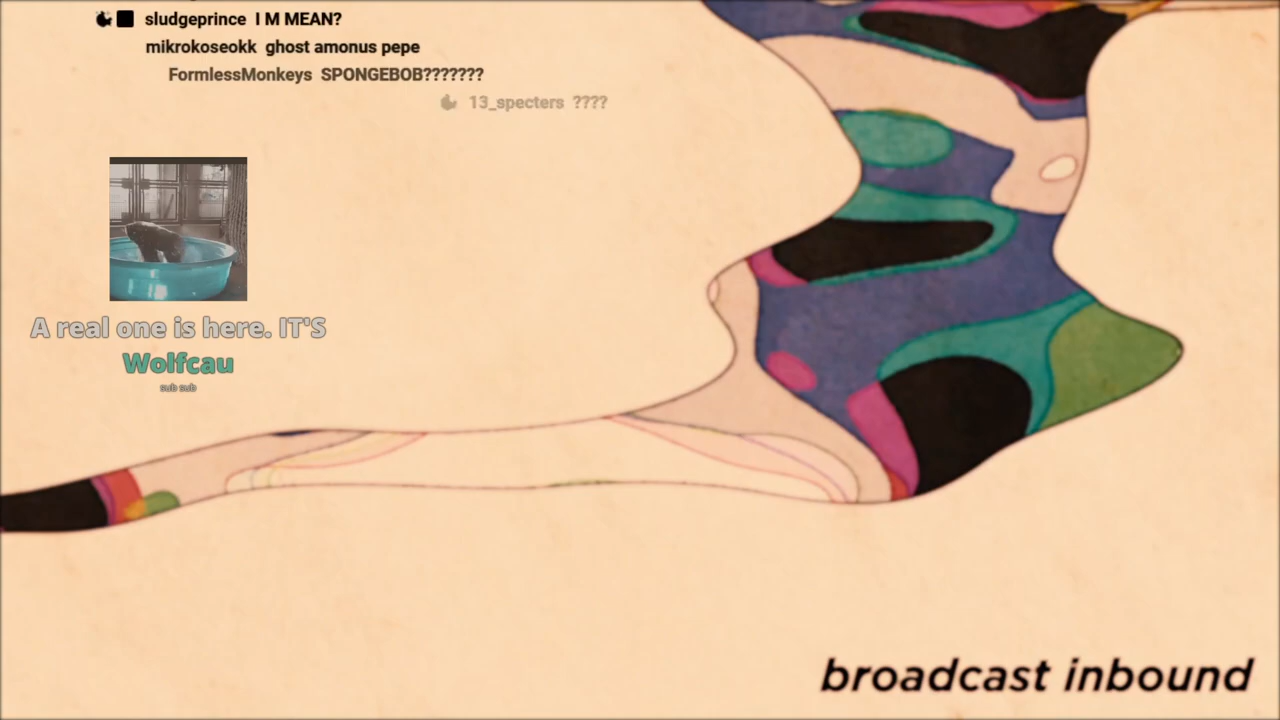 sludgeprince I M MEAN?
mikrokoseokk ghost amonus pepe
FormlessMonkeys SPONGEBOB???????
13_specters ????
A real one is here. IT'S
Wolfcau
sub sub
broadcast inbound